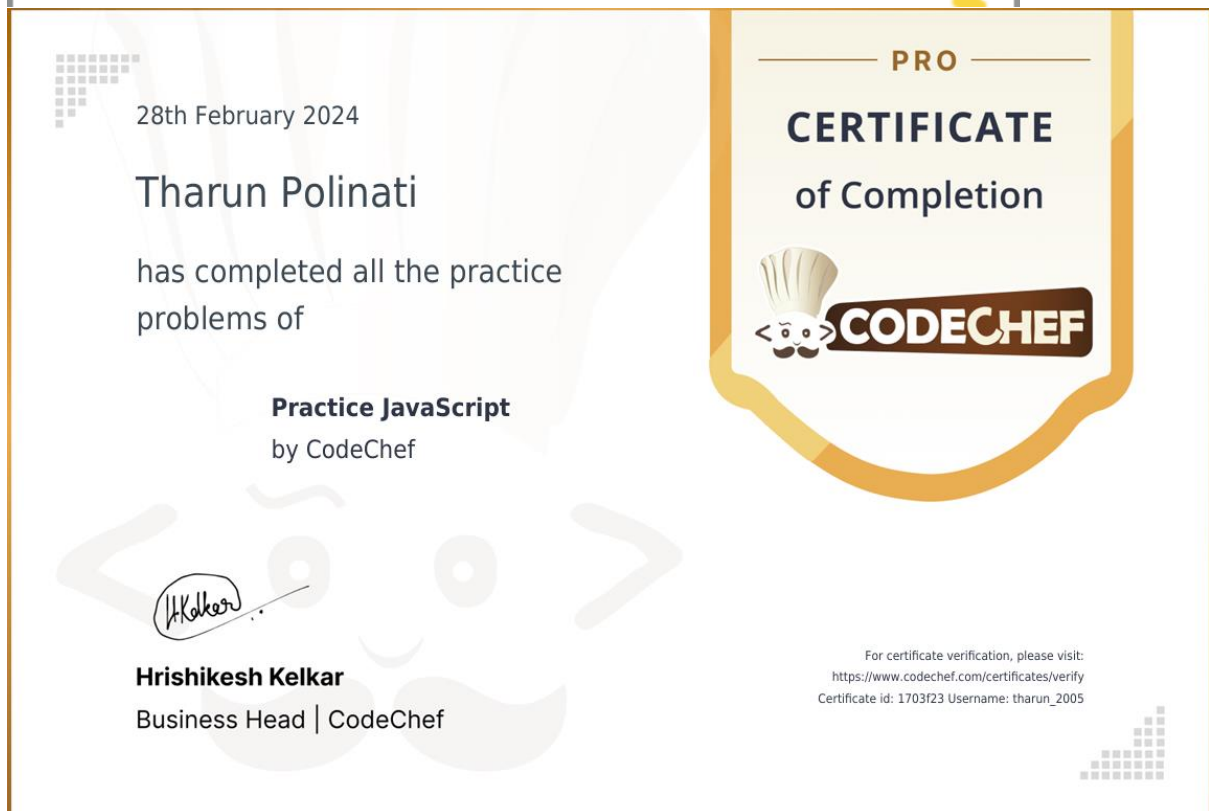 28th February 2024
Tharun Polinati
has completed all the practice
problems of
Practice JavaScript
by CodeChef
HKelkar
Hrishikesh Kelkar
Business Head | CodeChef
PRO
CERTIFICATE
of Completion
CODECHEF
For certificate verification, please visit:
https://www.codechef.com/certificates/verify
Certificate id: 1703f23 Username: tharun_2005